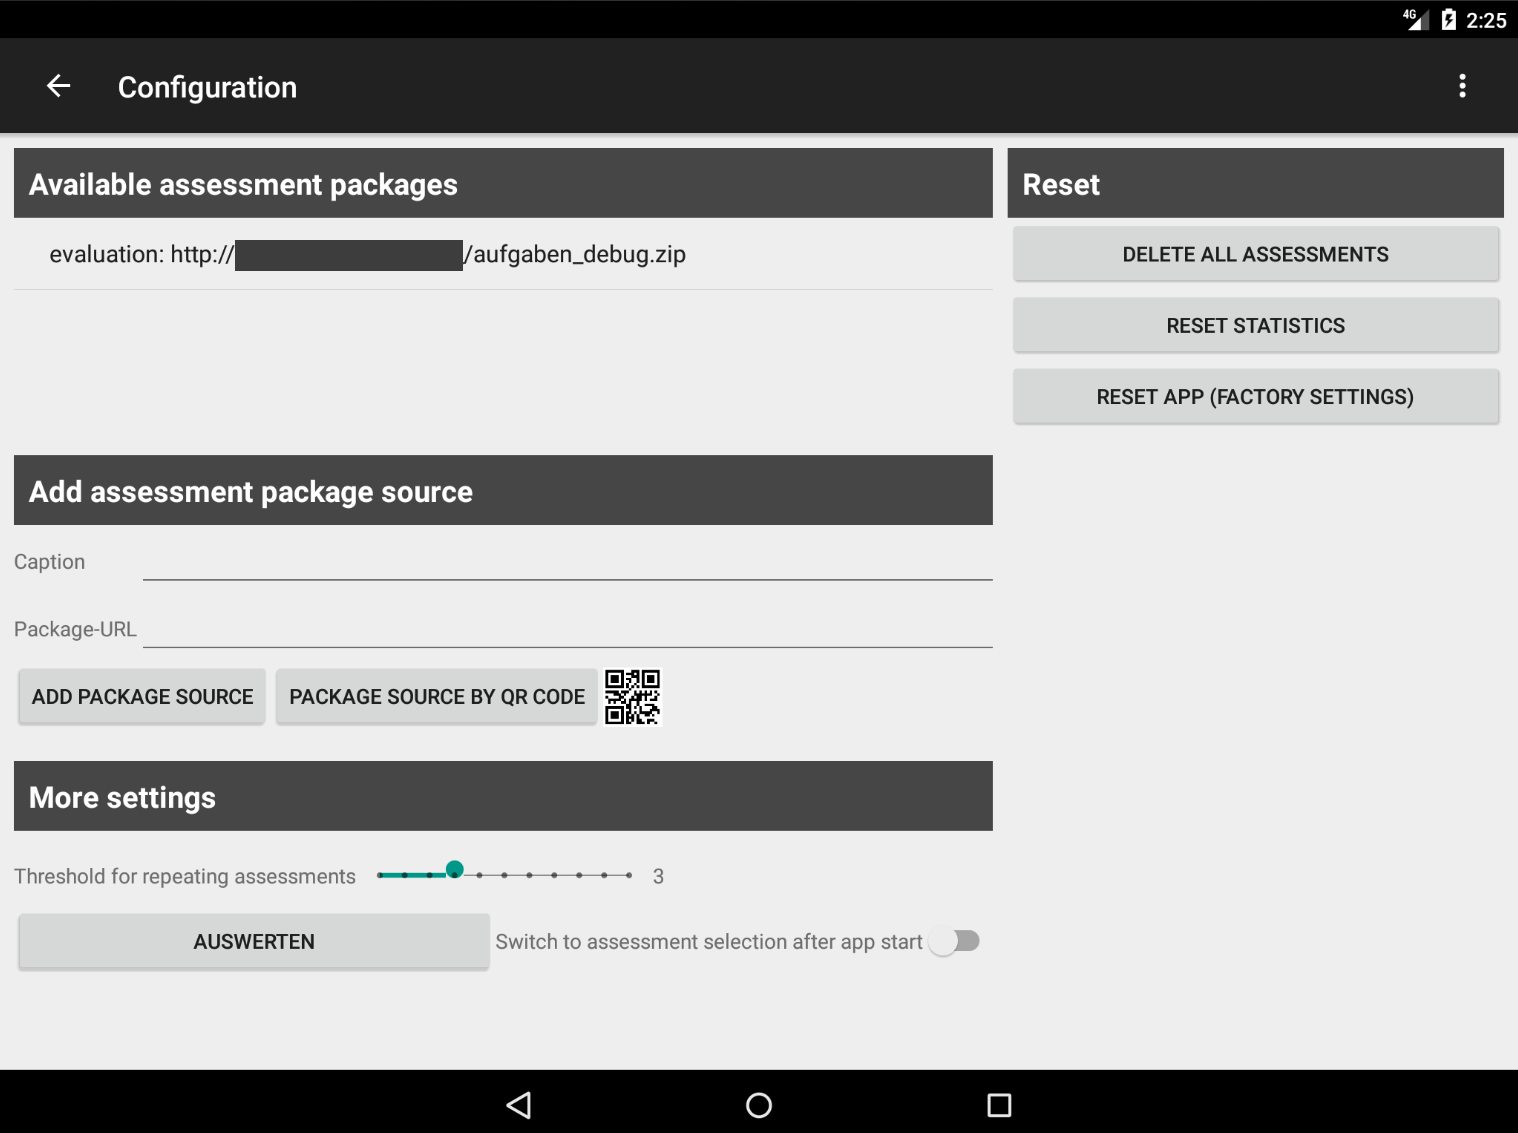 4G 2:25
Configuration
Available assessment packages
evaluation: http:// /aufgaben_debug.zip
Add assessment package source
Caption
Package-URL
ADD PACKAGE SOURCE PACKAGE SOURCE BY QR CODE
More settings
Threshold for repeating assessments 3
AUSWERTEN Switch to assessment selection after app start
Reset
DELETE ALL ASSESSMENTS
RESET STATISTICS
RESET APP (FACTORY SETTINGS)